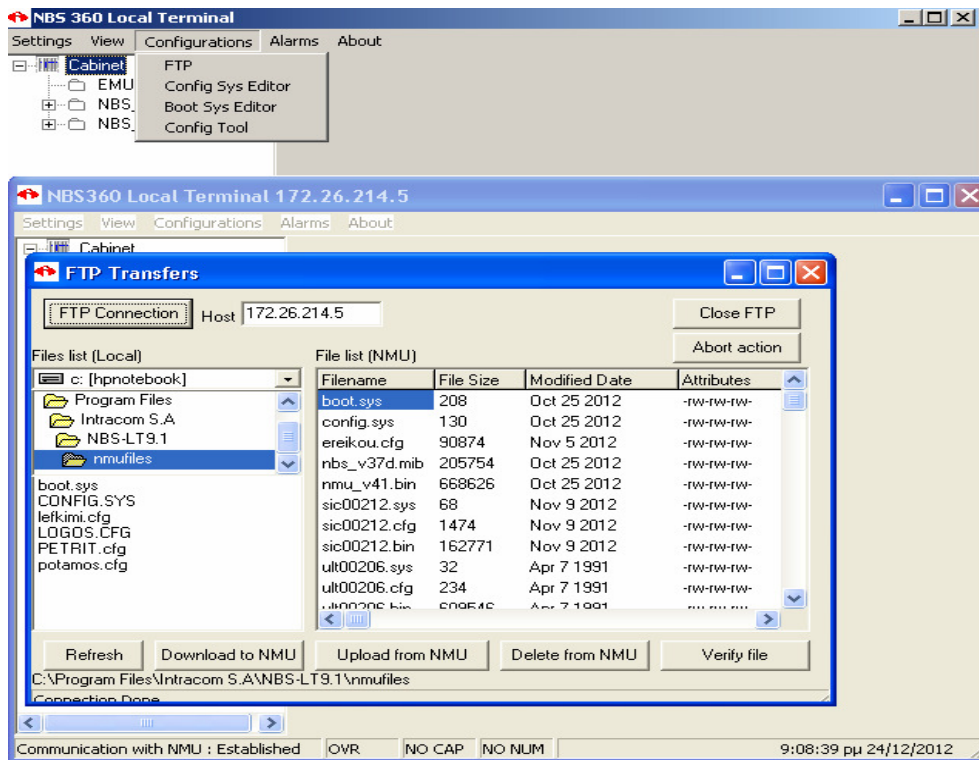 NBS 360 Local Terminal
Settings View Configurations Alarms About
Cabinet
FTP
EMU
Config Sys Editor
NBS_
Boot Sys Editor
NBS_
Config Tool
NBS360 Local Terminal 172.26.214.5
Settings View Configurations Alarms About
Cabinet
FTP Transfers
FTP Connection Host 172.26.214.5 Close FTP
Abort action
Files list (Local) File list (NMU)
c: [hpnotebook] Filename File Size Modified Date Attributes
Program Files boot.sys 208 Oct 25 2012 -rw-rw-rw-
Intracom S.A config.sys 130 Oct 25 2012 -rw-rw-rw-
NBS-LT9.1 ereikou.cfg 90874 Nov 5 2012 -rw-rw-rw-
nmufiles nbs_v37d.mib 205754 Oct 25 2012 -rw-rw-rw-
boot.sys nmu_v41.bin 668626 Oct 25 2012 -rw-rw-rw-
CONFIG.SYS sic00212.sys 68 Nov 9 2012 -rw-rw-rw-
lefkimi.cfg sic00212.cfg 1474 Nov 9 2012 -rw-rw-rw-
LOGOS.CFG sic00212.bin 162771 Nov 9 2012 -rw-rw-rw-
PETRIT.cfg ult00206.sys 32 Apr 7 1991 -rw-rw-rw-
potamos.cfg ult00206.cfg 234 Apr 7 1991 -rw-rw-rw-
ult00206.bin 609546 Apr 7 1991
Refresh Download to NMU Upload from NMU Delete from NMU Verify file
C:\Program Files\Intracom S.A\NBS-LT9.1\nmufiles
Connection Done
Communication with NMU : Established OVR NO CAP NO NUM 9:08:39 pμ 24/12/2012